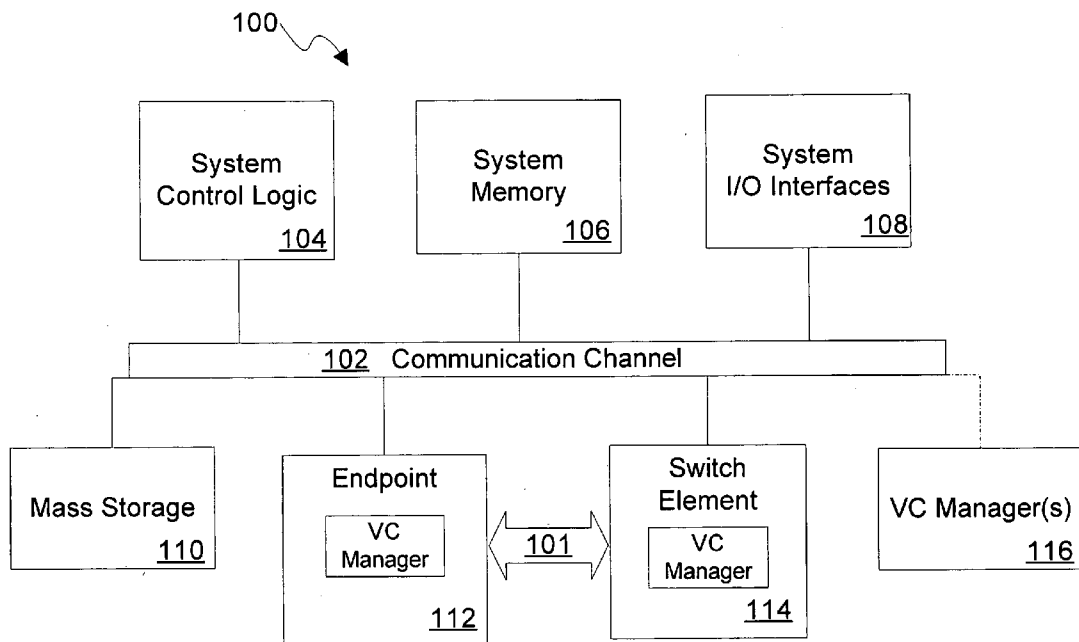 100
System
Control Logic
104
System
Memory
106
System
I/O Interfaces
108
102 Communication Channel
Mass Storage
110
Endpoint
VC
Manager
112
101
Switch
Element
VC
Manager
114
VC Manager(s)
116